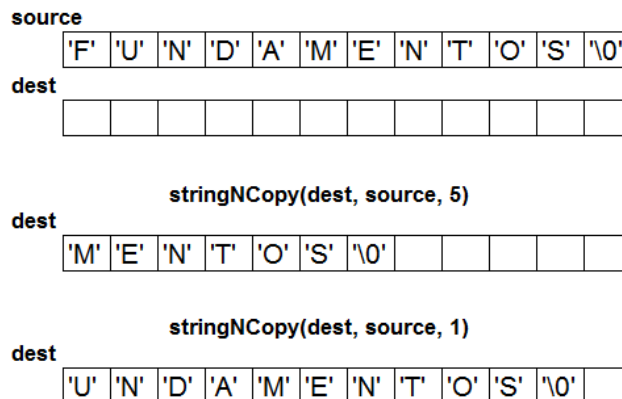 source
'F' 'U' 'N' 'D' 'A' 'M' 'E' 'N' 'T' 'O' 'S' '\0'
dest
stringNCopy(dest, source, 5)
dest
'M' 'E' 'N' 'T' 'O' 'S' '\0'
stringNCopy(dest, source, 1)
dest
'U' 'N' 'D' 'A' 'M' 'E' 'N' 'T' 'O' 'S' '\0'